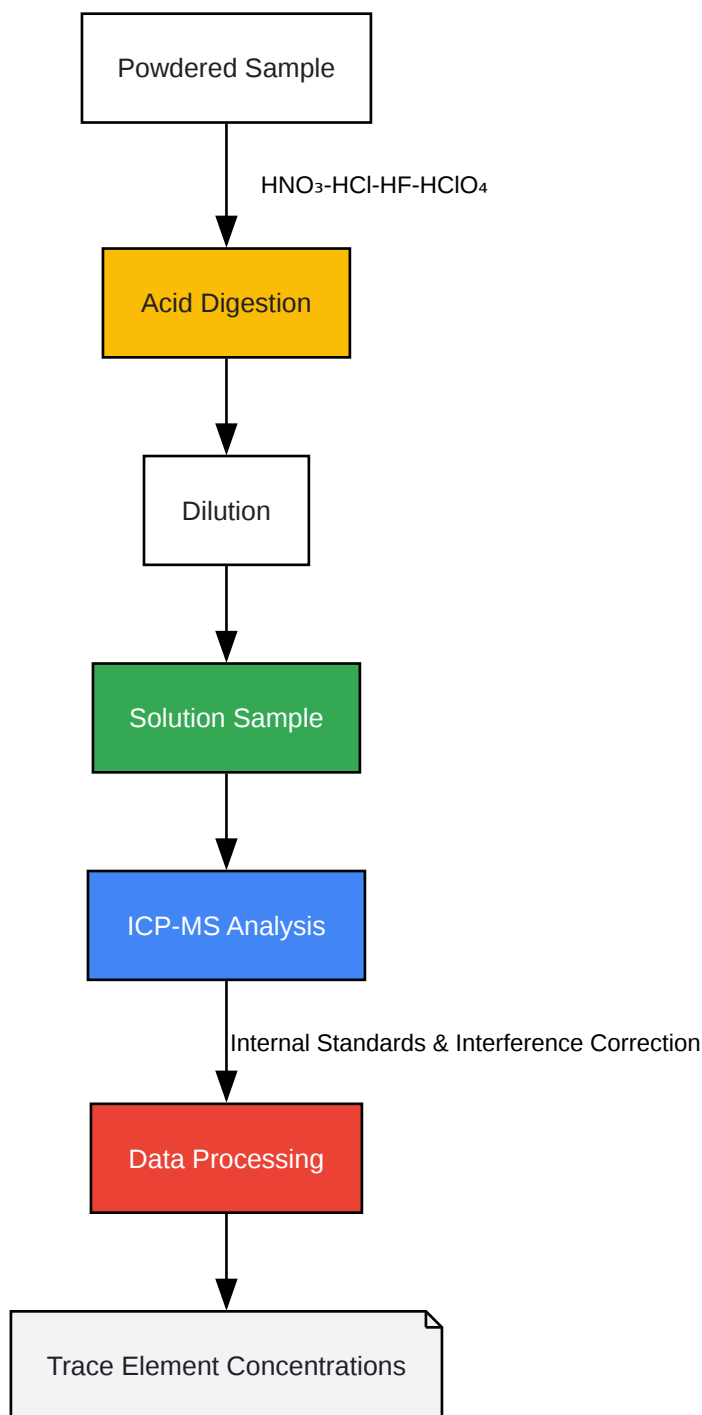 Powdered Sample
HNO₃-HCl-HF-HClO₄
Acid Digestion
Dilution
Solution Sample
ICP-MS Analysis
Internal Standards & Interference Correction
Data Processing
Trace Element Concentrations